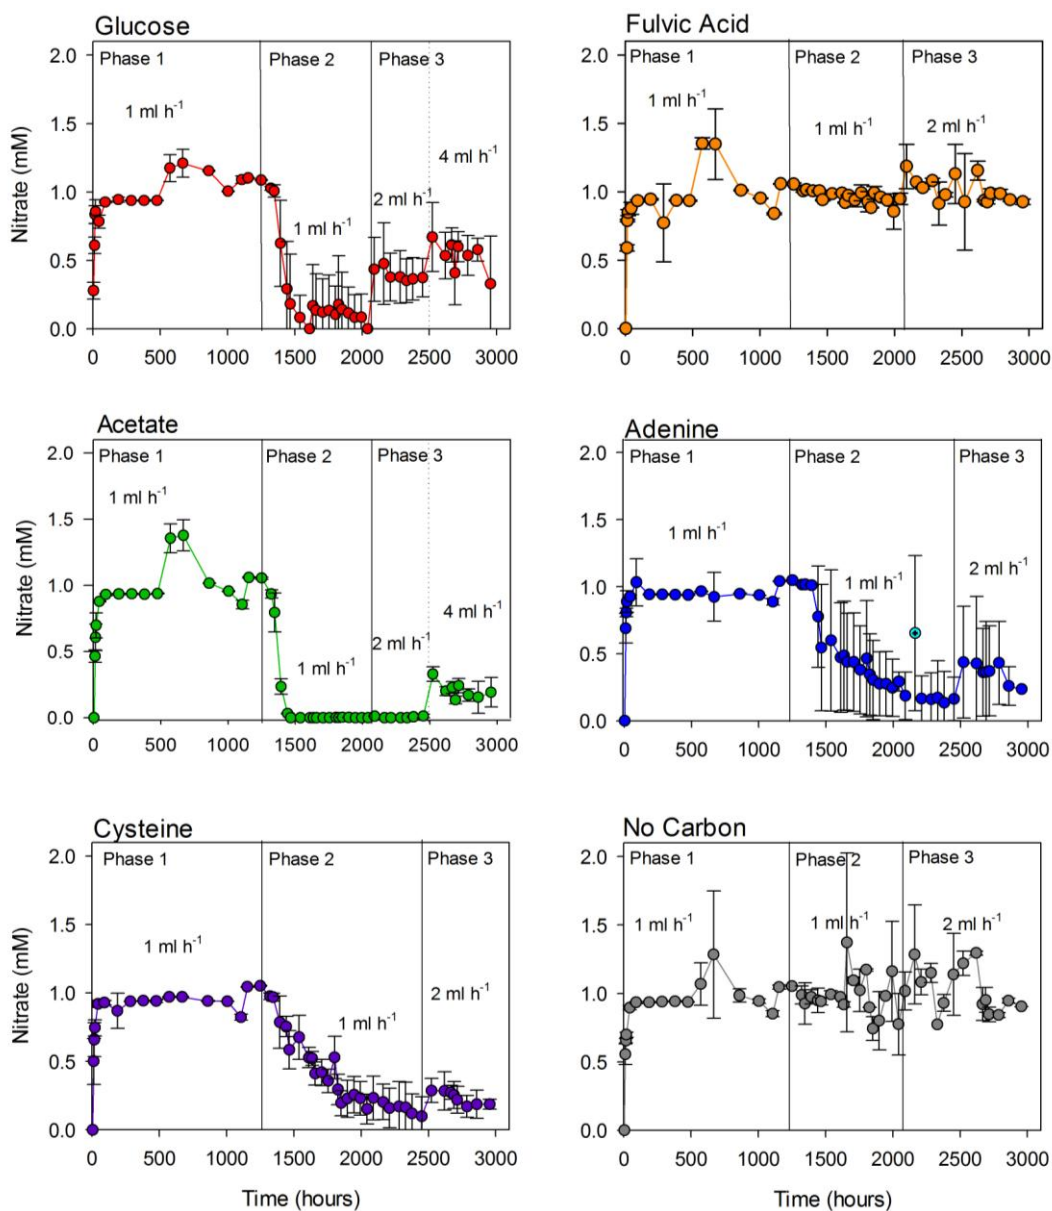 Glucose
Phase 1 Phase 2 Phase 3
1 ml h⁻¹
4 ml h⁻¹
2 ml h⁻¹
1 ml h⁻¹
Nitrate (mM)
2.0
1.5
1.0
0.5
0.0
0 500 1000 1500 2000 2500 3000
Fulvic Acid
Phase 1 Phase 2 Phase 3
1 ml h⁻¹ 1 ml h⁻¹ 2 ml h⁻¹
2.0
1.5
1.0
0.5
0.0
0 500 1000 1500 2000 2500 3000
Acetate
Phase 1 Phase 2 Phase 3
1 ml h⁻¹
4 ml h⁻¹
1 ml h⁻¹ 2 ml h⁻¹
Nitrate (mM)
2.0
1.5
1.0
0.5
0.0
0 500 1000 1500 2000 2500 3000
Adenine
Phase 1 Phase 2 Phase 3
1 ml h⁻¹
1 ml h⁻¹ 2 ml h⁻¹
2.0
1.5
1.0
0.5
0.0
0 500 1000 1500 2000 2500 3000
Cysteine
Phase 1 Phase 2 Phase 3
1 ml h⁻¹
2 ml h⁻¹
1 ml h⁻¹
Nitrate (mM)
2.0
1.5
1.0
0.5
0.0
0 500 1000 1500 2000 2500 3000
Time (hours)
No Carbon
Phase 1 Phase 2 Phase 3
1 ml h⁻¹ 1 ml h⁻¹ 2 ml h⁻¹
2.0
1.5
1.0
0.5
0.0
0 500 1000 1500 2000 2500 3000
Time (hours)